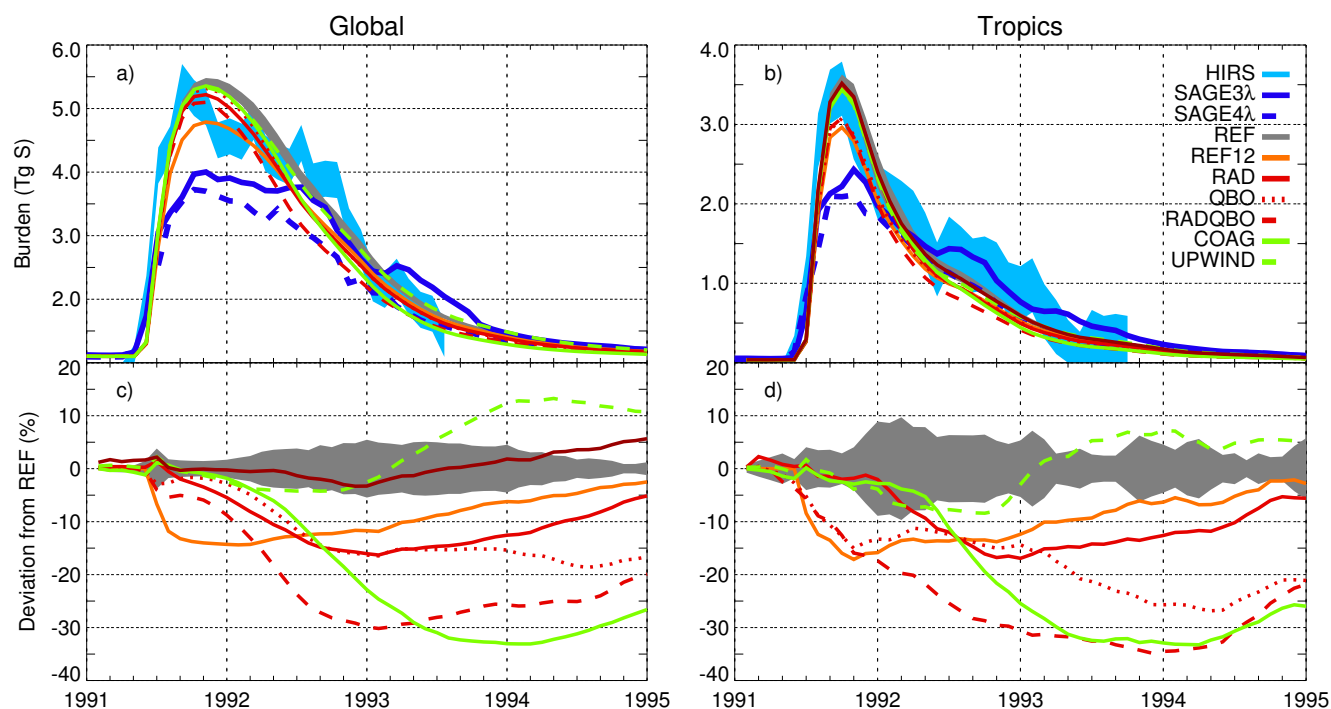 Global
Tropics
a)
6.0
5.0
4.0
3.0
2.0
Burden (Tg S)
b)
4.0
3.0
2.0
1.0
HIRS
SAGE3λ
SAGE4λ
REF
REF12
RAD
QBO
RADQBO
COAG
UPWIND
c)
20
10
0
-10
-20
-30
-40
Deviation from REF (%)
1991
1992
1993
1994
1995
d)
20
10
0
-10
-20
-30
-40
1991
1992
1993
1994
1995